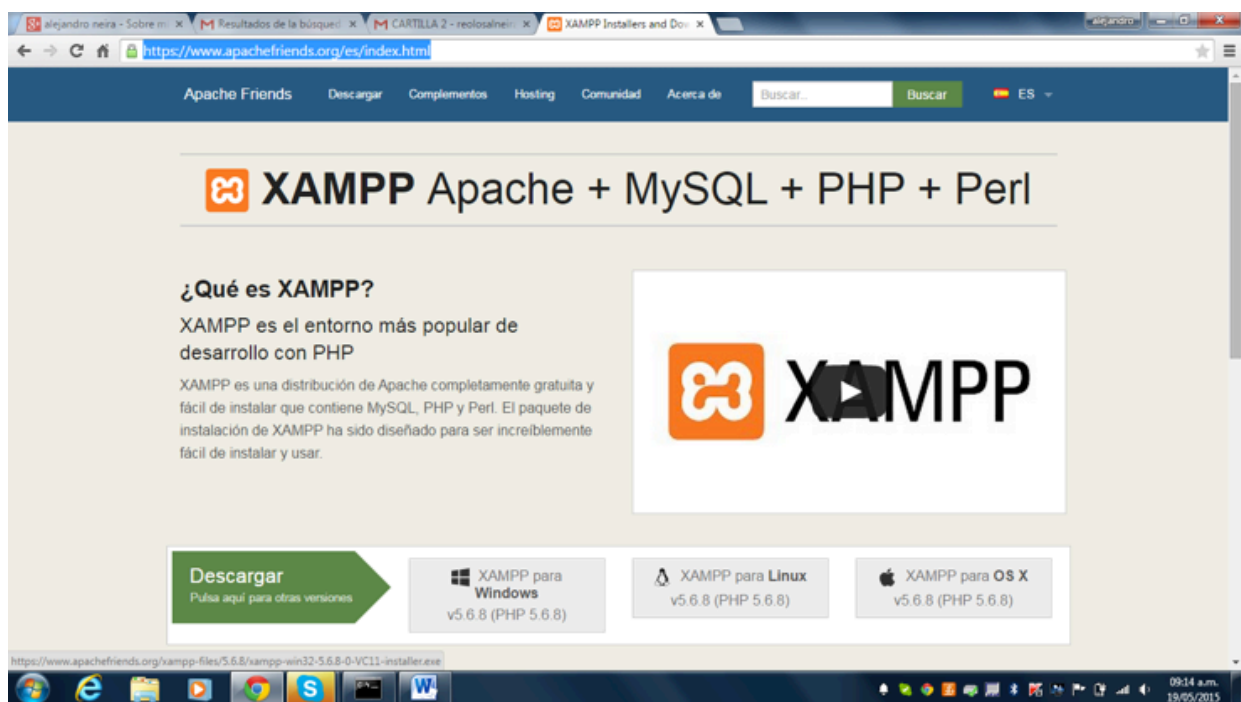 alejandro neira - Sobre mi
Resultados de la búsqued
CARTILLA 2 - reolosalneir
XAMPP Installers and Dow
alejandro
https://www.apachefriends.org/es/index.html
Apache Friends Descargar Complementos Hosting Comunidad Acerca de Buscar... Buscar ES
XAMPP Apache + MySQL + PHP + Perl
¿Qué es XAMPP?
XAMPP es el entorno más popular de
desarrollo con PHP
XAMPP es una distribución de Apache completamente gratuita y
fácil de instalar que contiene MySQL, PHP y Perl. El paquete de
instalación de XAMPP ha sido diseñado para ser increíblemente
fácil de instalar y usar.
XAMPP
Descargar
Pulsa aquí para otras versiones
XAMPP para
Windows
v5.6.8 (PHP 5.6.8)
XAMPP para Linux
v5.6.8 (PHP 5.6.8)
XAMPP para OS X
v5.6.8 (PHP 5.6.8)
https://www.apachefriends.org/xampp-files/5.6.8/xampp-win32-5.6.8-0-VC11-installer.exe
09:14 a.m.
19/05/2015